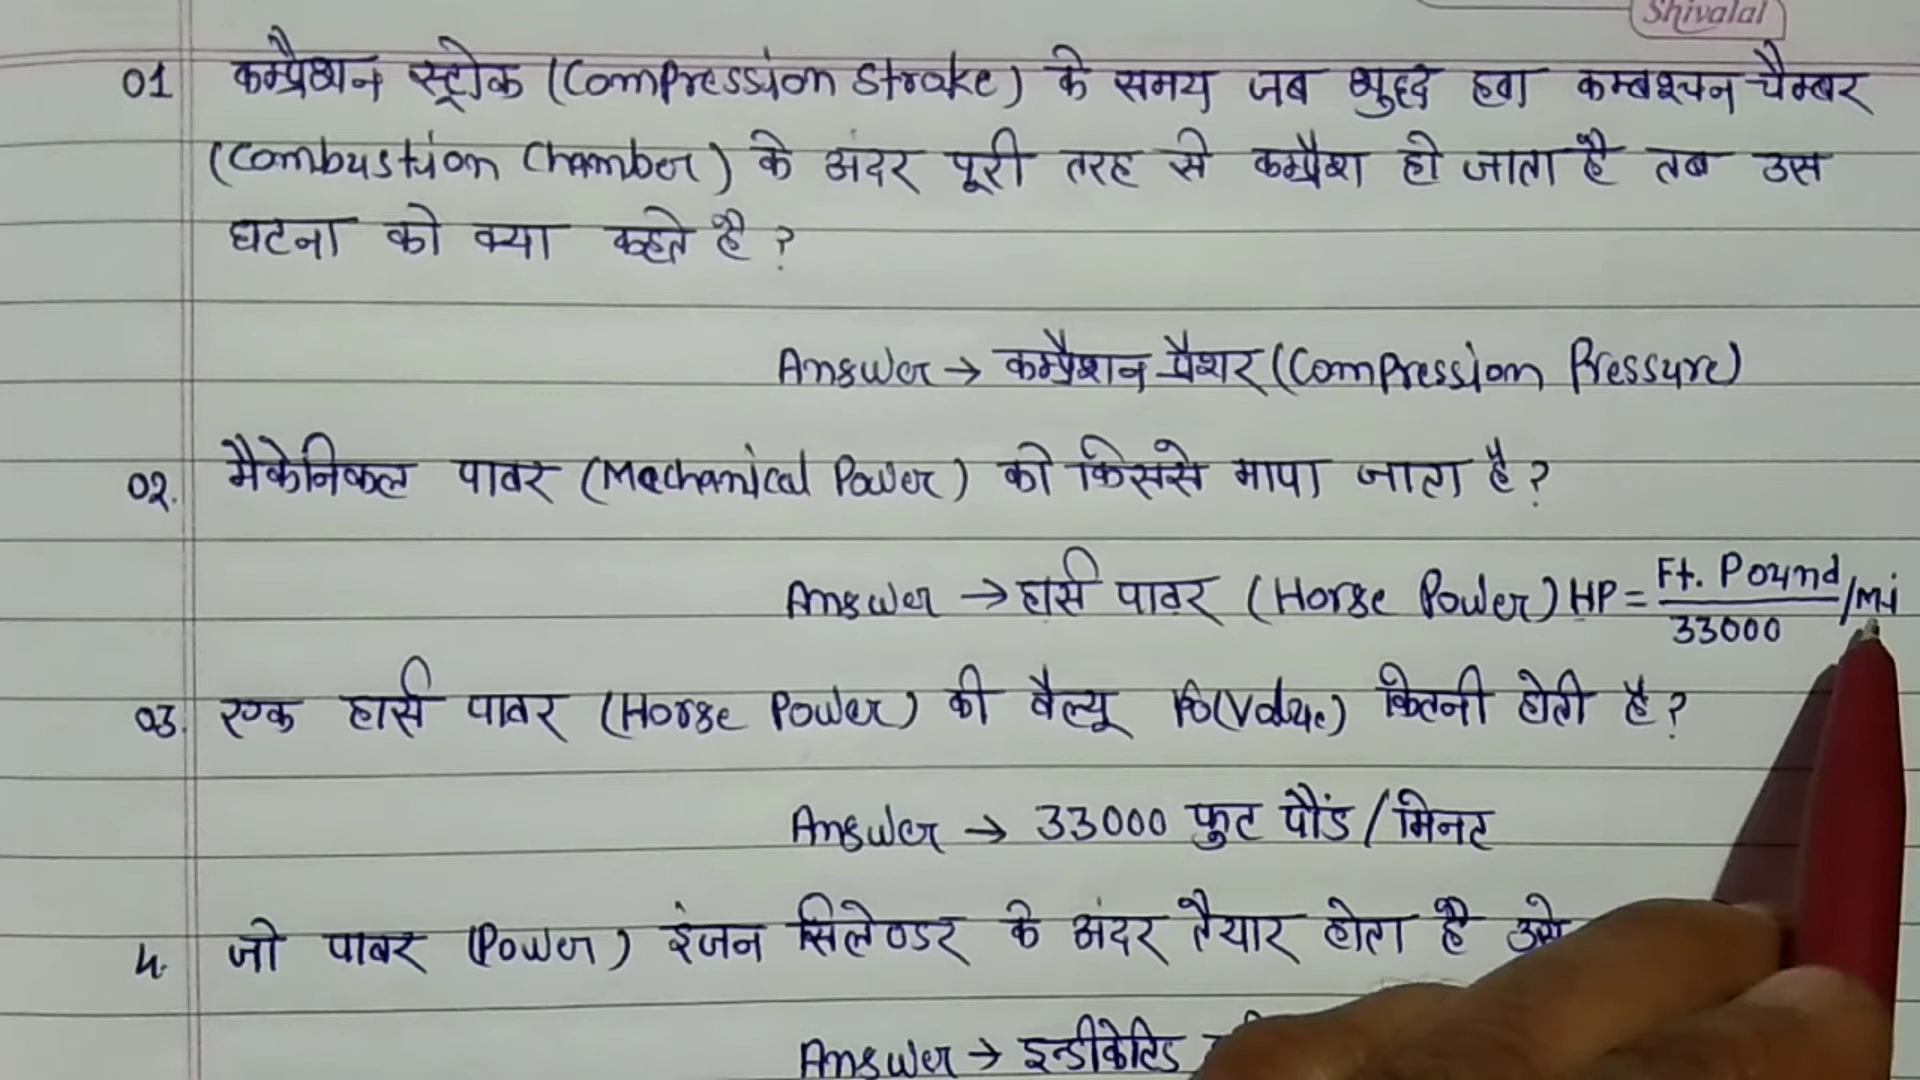 Shivalal
01 कम्प्रैशन स्ट्रोक (Compression Stroke) के समय जब शुद्ध हवा कम्बश्चन चैम्बर
(Combustion Chamber) के अंदर पूरी तरह से कम्प्रैश हो जाता है तब उस
घटना को क्या कहते है ?
Answer → कम्प्रैशन प्रैशर (Compression Pressure)
02. मैकेनिकल पावर (Mechanical Power) को किससे मापा जाता है ?
Answer → हार्स पावर (Horse Power) HP = Ft. Pound / 33000 /Mi
03. एक हार्स पावर (Horse Power) की वैल्यू (Value) कितनी होती है ?
Answer → 33000 फुट पौंड / मिनट
4. जो पावर (Power) इंजन सिलेण्डर के अंदर तैयार होता है उसे
Answer → इन्डीकेटिड